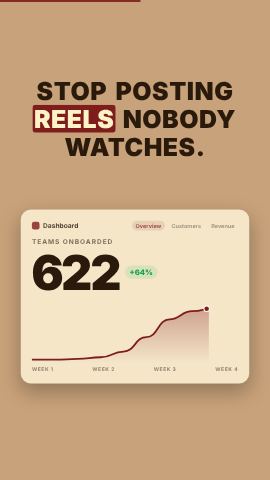 STOP POSTING
REELS NOBODY
WATCHES.
Dashboard
Overview Customers Revenue
TEAMS ONBOARDED
622 +64%
WEEK 1 WEEK 2 WEEK 3 WEEK 4